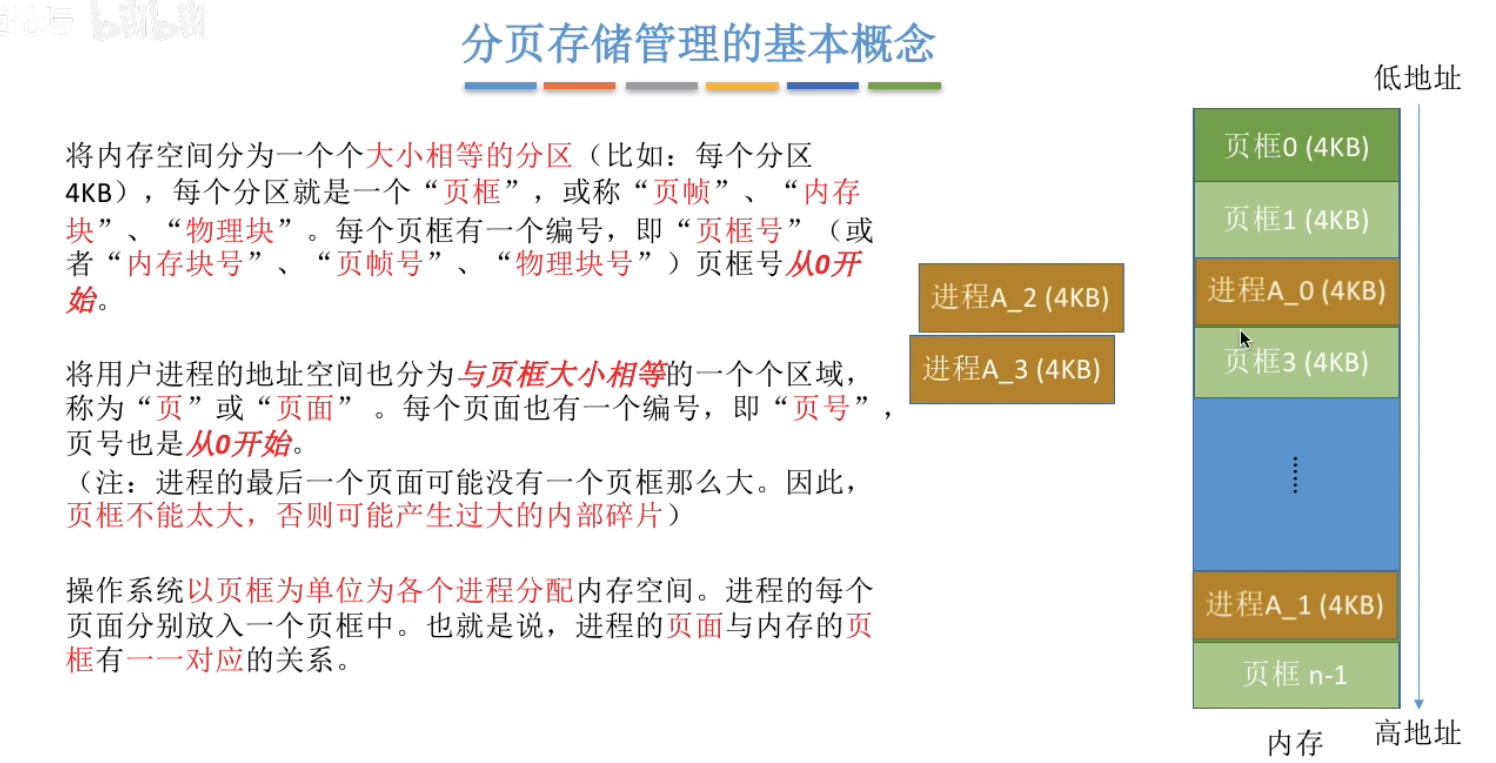 论坛 bilibili
分页存储管理的基本概念
低地址
将内存空间分为一个个大小相等的分区（比如：每个分区
4KB），每个分区就是一个“页框”，或称“页帧”、“内存
块”、“物理块”。每个页框有一个编号，即“页框号”（或
者“内存块号”、“页帧号”、“物理块号”）页框号从0开
始。
将用户进程的地址空间也分为与页框大小相等的一个个区域，
称为“页”或“页面” 。每个页面也有一个编号，即“页号”，
页号也是从0开始。
（注：进程的最后一个页面可能没有一个页框那么大。因此，
页框不能太大，否则可能产生过大的内部碎片）
操作系统以页框为单位为各个进程分配内存空间。进程的每个
页面分别放入一个页框中。也就是说，进程的页面与内存的页
框有一一对应的关系。
进程A_2 (4KB)
进程A_3 (4KB)
页框0 (4KB)
页框1 (4KB)
进程A_0 (4KB)
页框3 (4KB)
……
进程A_1 (4KB)
页框 n-1
内存
高地址